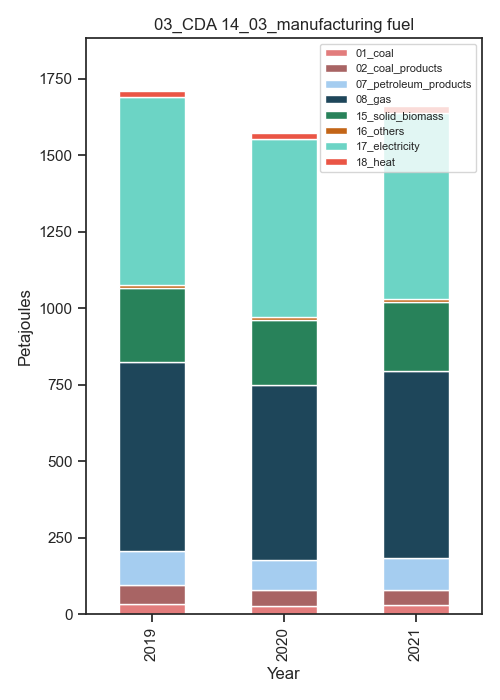 03_CDA 14_03_manufacturing fuel
01_coal
02_coal_products
07_petroleum_products
08_gas
15_solid_biomass
16_others
17_electricity
18_heat
1750
1500
1250
1000
750
500
250
0
Petajoules
2019
2020
2021
Year